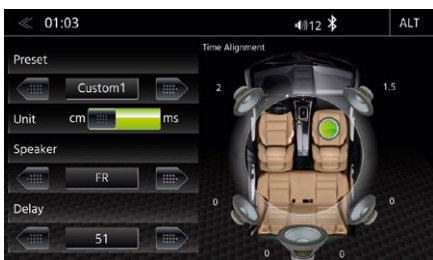 01:03
12
ALT
Time Alignment
Preset
Custom1
2
1.5
Unit
cm
ms
Speaker
FR
0
0
Delay
51
0
0